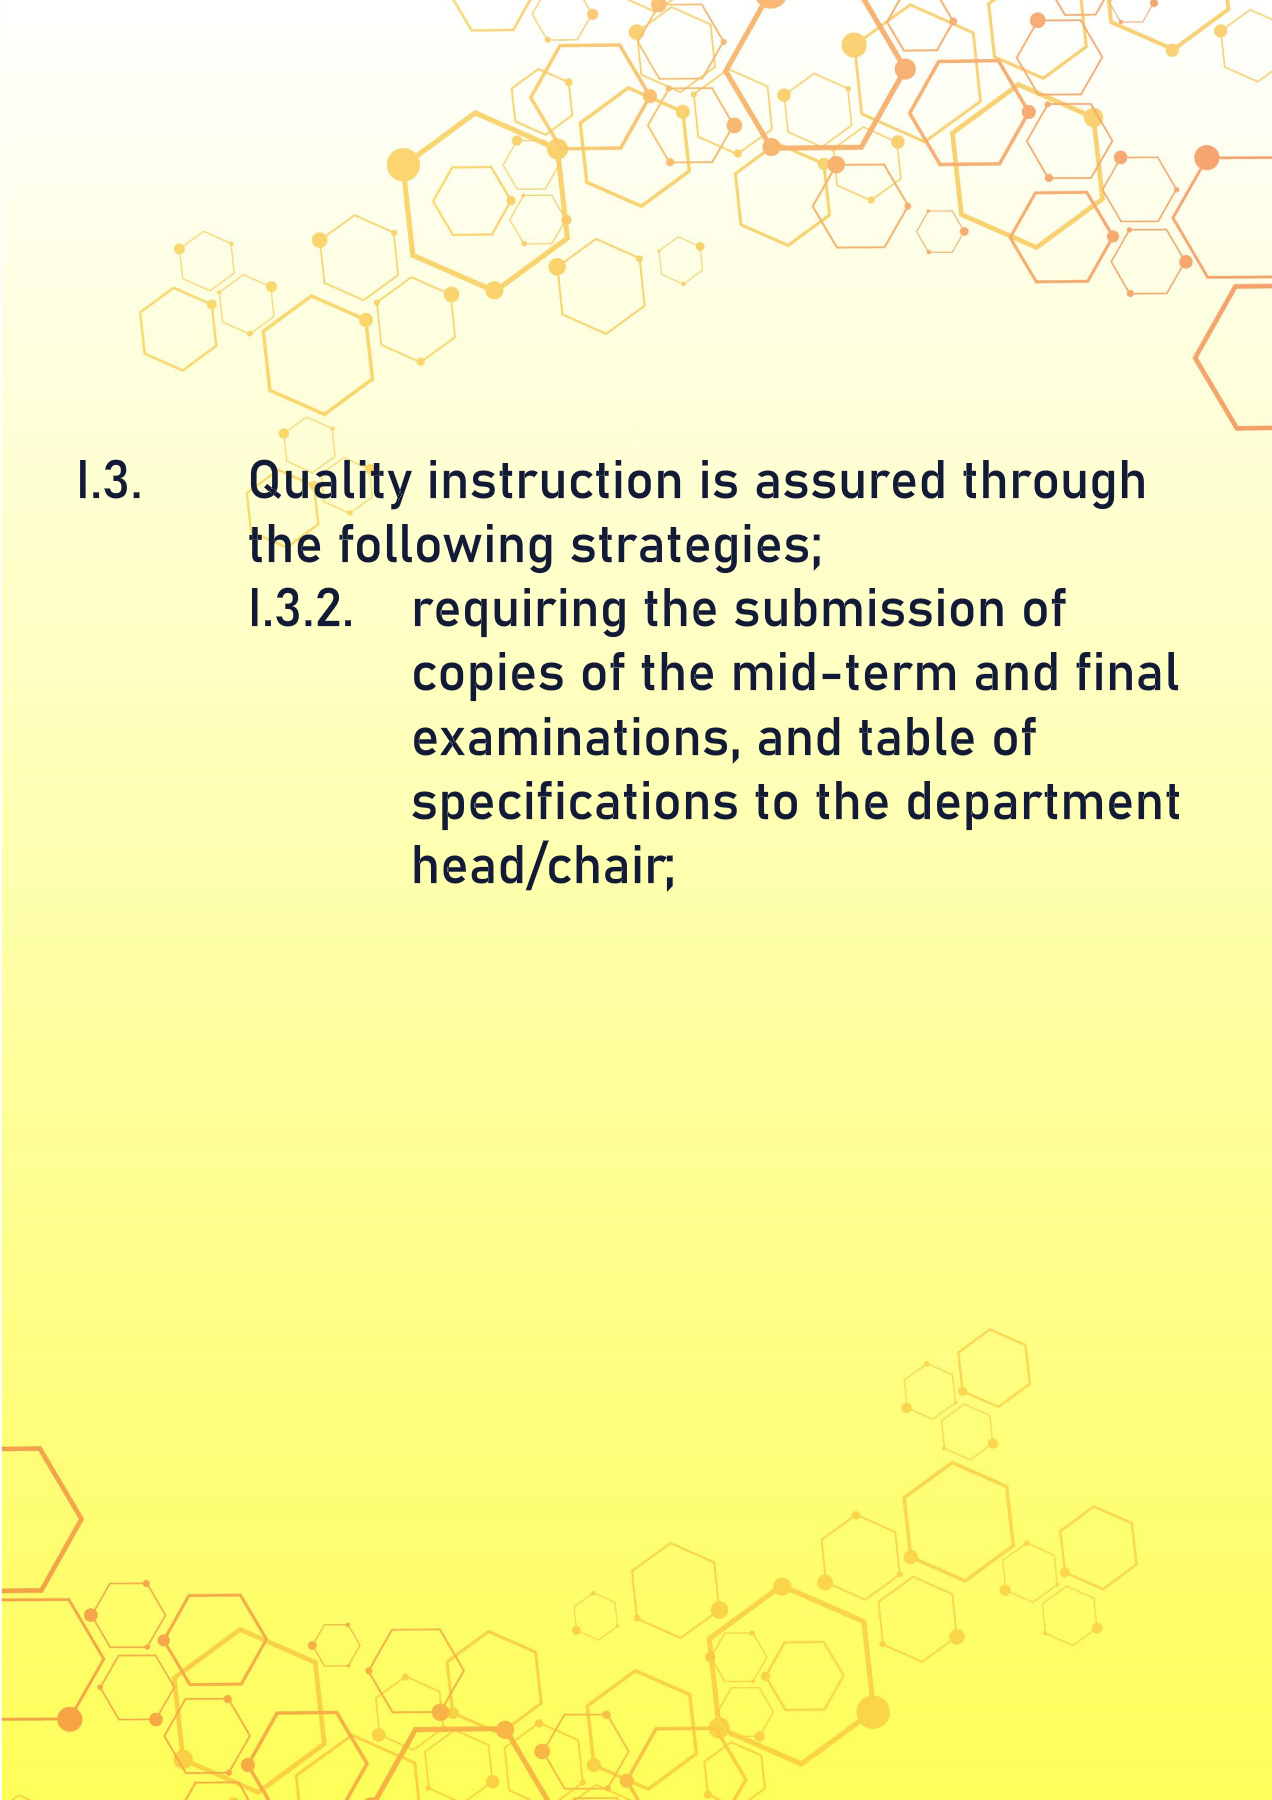 I.3. Quality instruction is assured through
the following strategies;
I.3.2. requiring the submission of
copies of the mid-term and final
examinations, and table of
specifications to the department
head/chair;